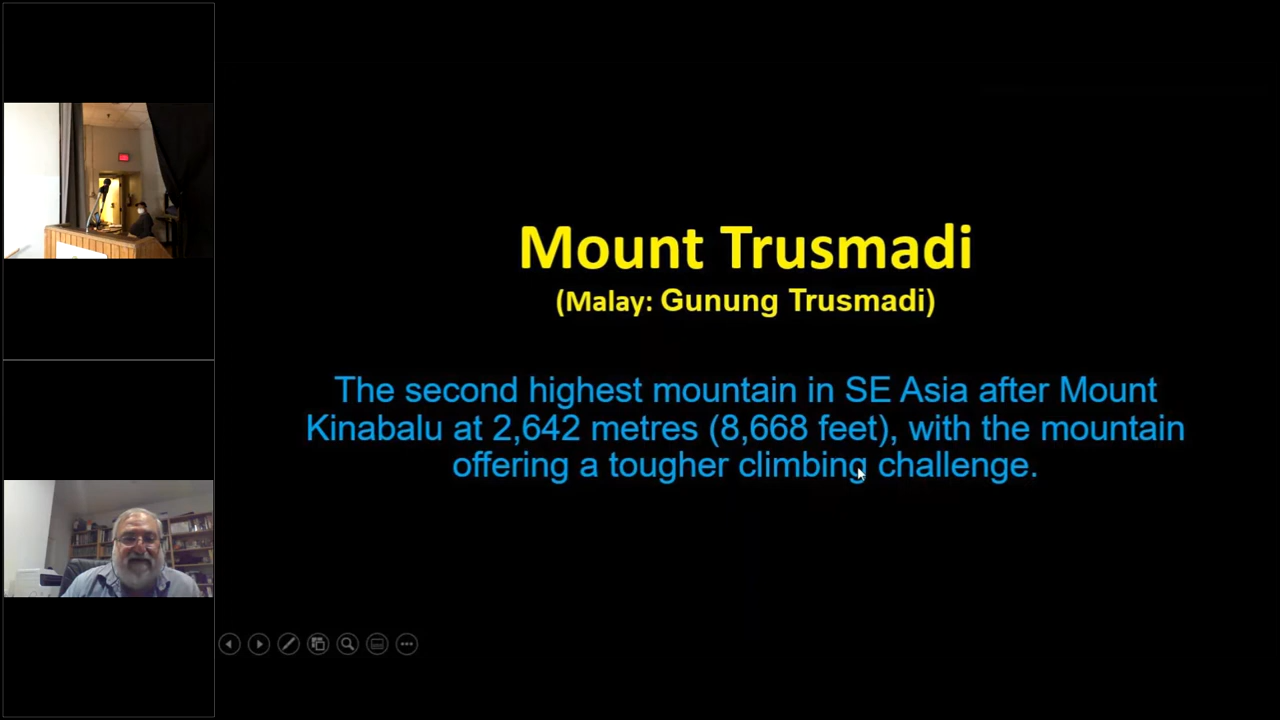 Mount Trusmadi
(Malay: Gunung Trusmadi)
The second highest mountain in SE Asia after Mount
Kinabalu at 2,642 metres (8,668 feet), with the mountain
offering a tougher climbing challenge.